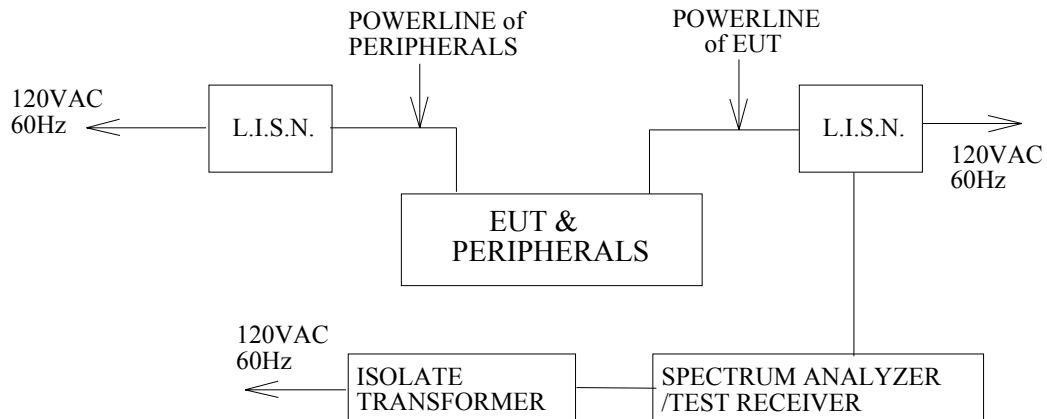 POWERLINE of
PERIPHERALS
POWERLINE
of EUT
120VAC
60Hz
L.I.S.N.
L.I.S.N.
120VAC
60Hz
EUT &
PERIPHERALS
120VAC
60Hz
ISOLATE
TRANSFORMER
SPECTRUM ANALYZER
/TEST RECEIVER